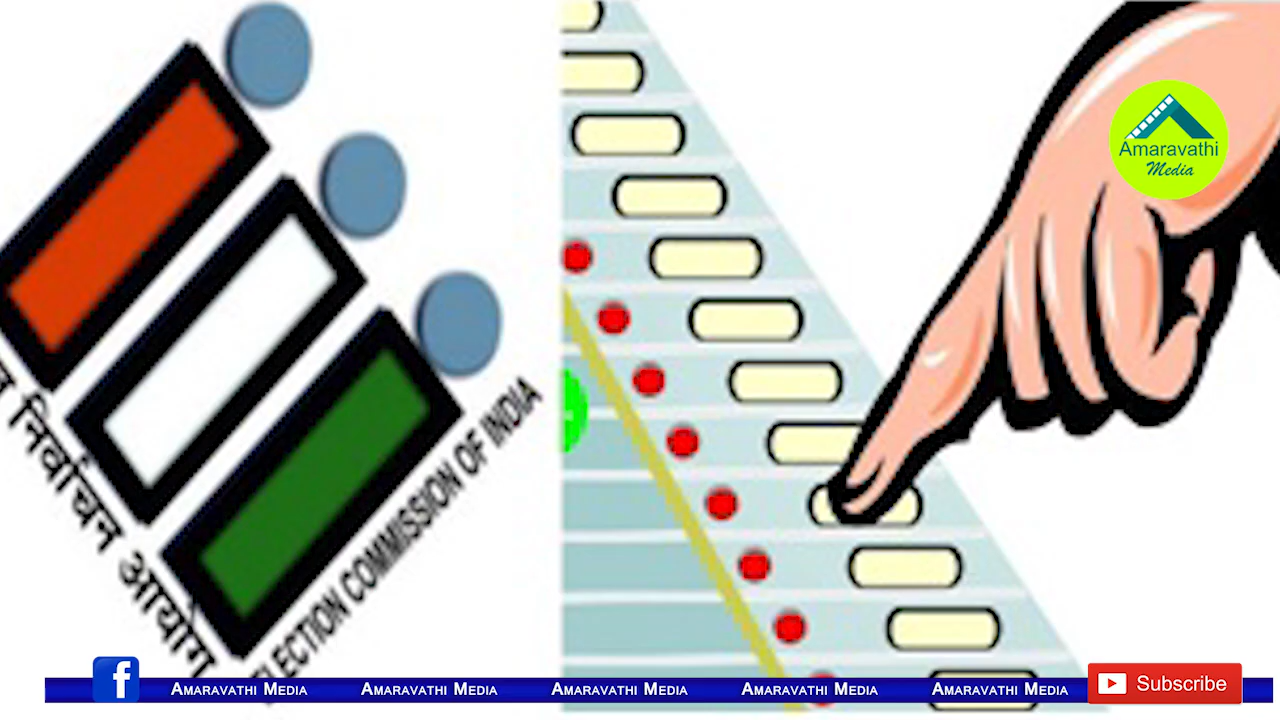 निर्वाचन आयोग
ELECTION COMMISSION OF INDIA
Amaravathi
Media
f
AMARAVATHI MEDIA AMARAVATHI MEDIA AMARAVATHI MEDIA AMARAVATHI MEDIA AMARAVATHI MEDIA
Subscribe